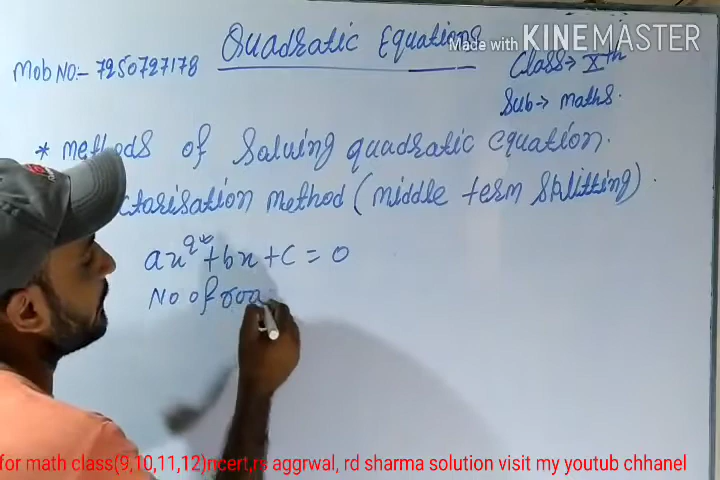 Quadratic Equations
Made with KINEMASTER
Mob NO:- 7250727178
Class→ Xth
Sub→ maths.
* methods of Solving quadratic equation.
ctorisation method (middle term Splitting).
ax² + bx + c = 0
No of roo
for math class(9,10,11,12)ncert,rs aggrwal, rd sharma solution visit my youtub chhanel